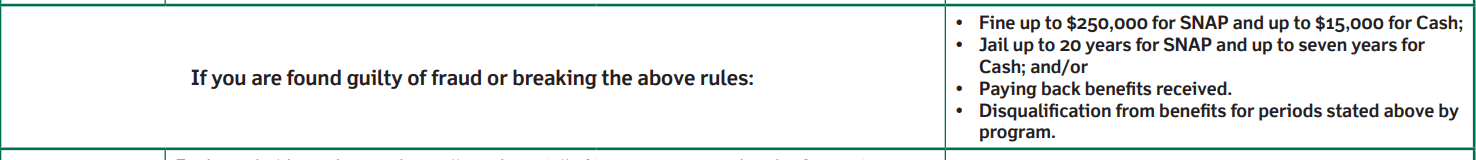 If you are found guilty of fraud or breaking the above rules:
• Fine up to $250,000 for SNAP and up to $15,000 for Cash;
• Jail up to 20 years for SNAP and up to seven years for
Cash; and/or
• Paying back benefits received.
• Disqualification from benefits for periods stated above by
program.